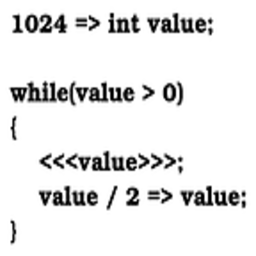 1024 => int value;
while(value > 0)
{
<<<value>>>;
value / 2 => value;
}